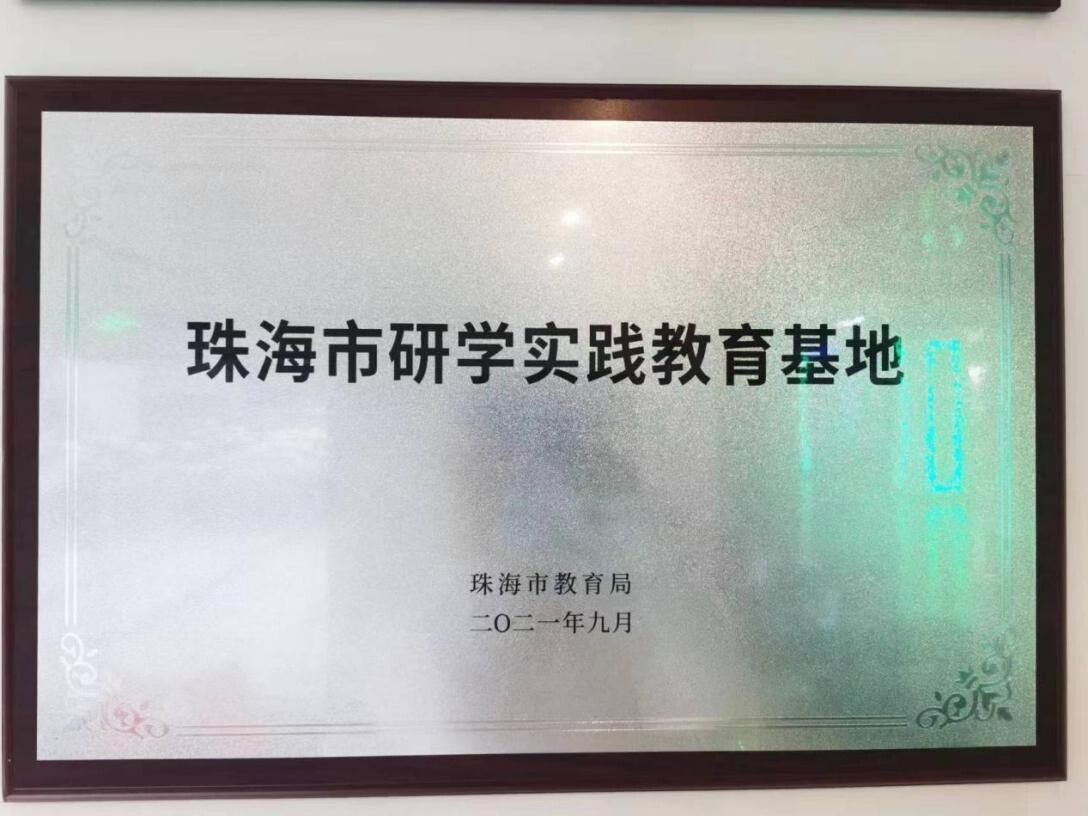 珠海市研学实践教育基地
珠海市教育局
二〇二一年九月